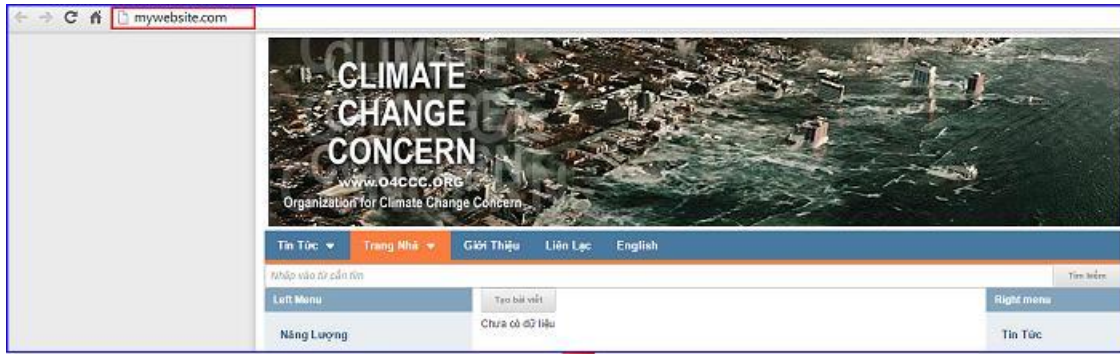 mywebsite.com
CLIMATE
CHANGE
CONCERN
www.O4CCC.ORG
Organization for Climate Change Concern
Tin Tức Trang Nhà Giới Thiệu Liên Lạc English
Nhập vào từ cần tìm Tìm kiếm
Left Menu Tạo bài viết Right menu
Năng Lượng Chưa có dữ liệu Tin Tức